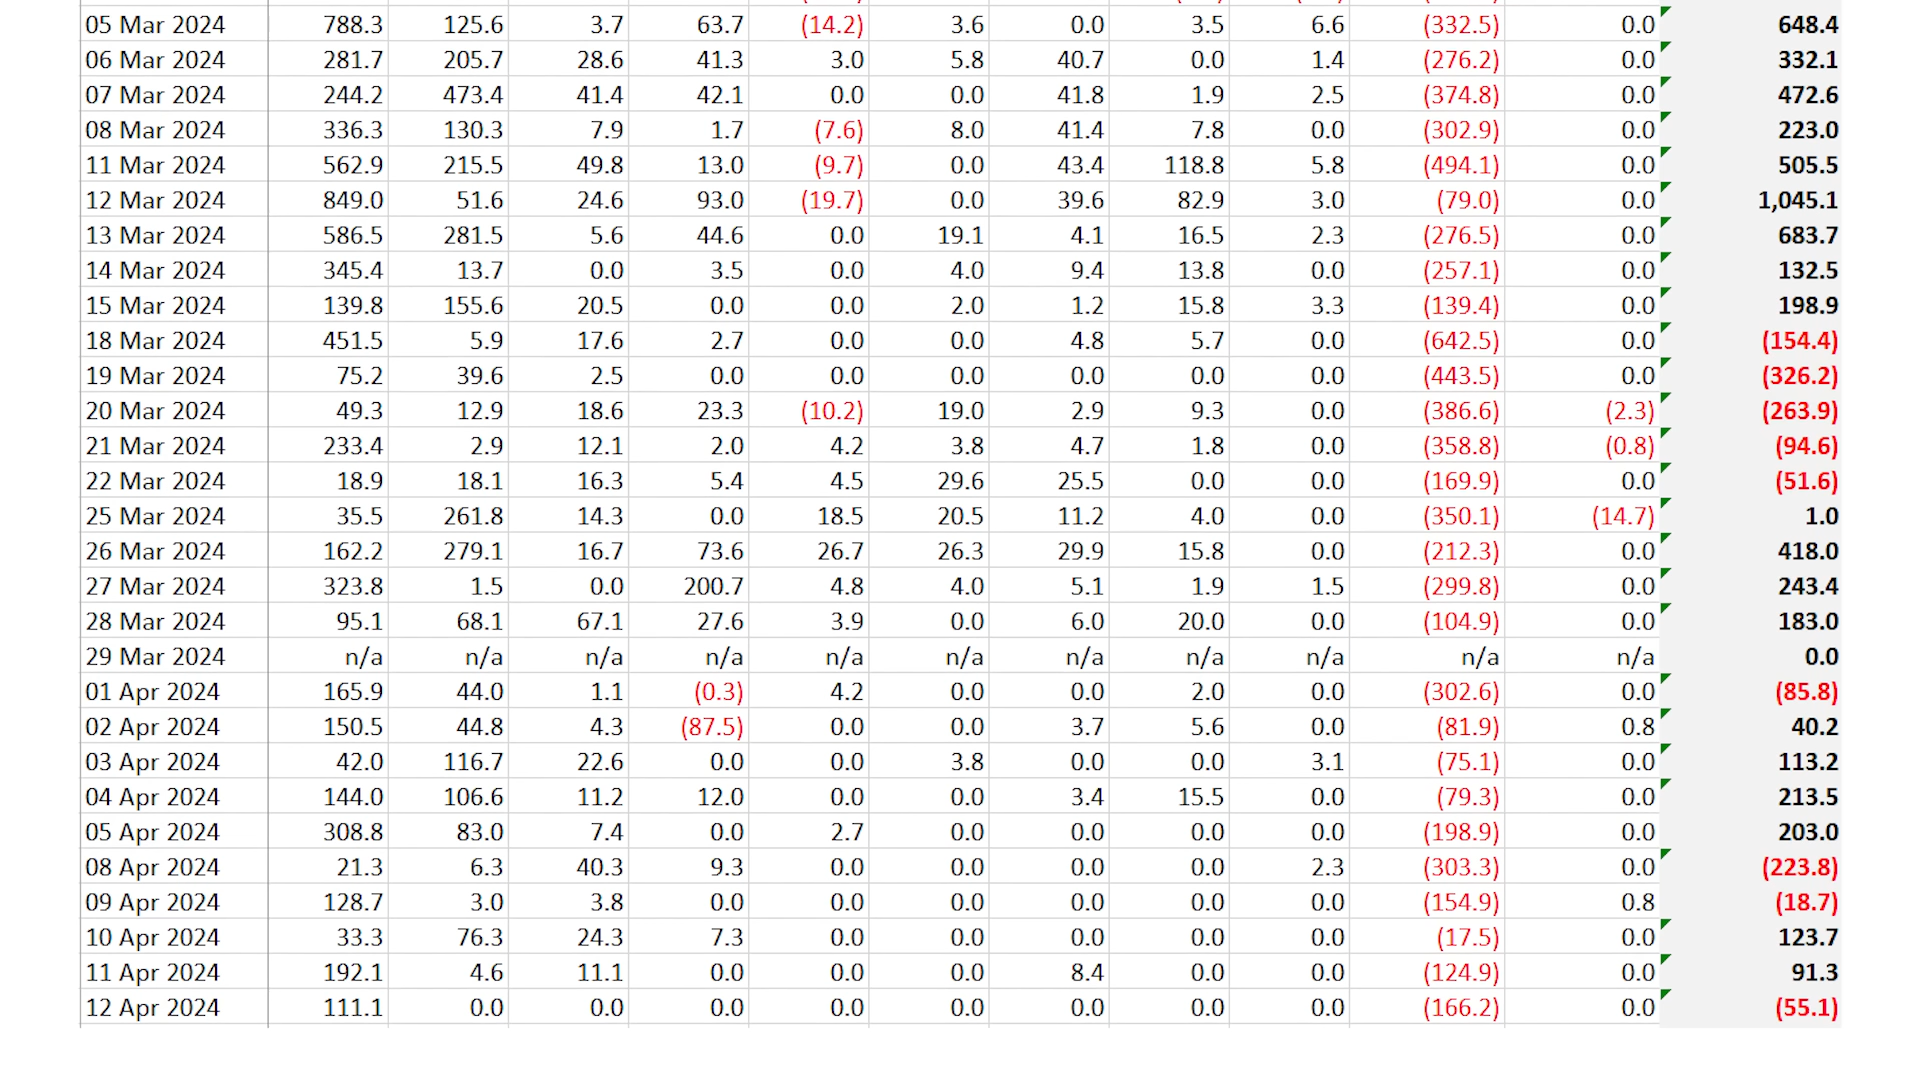 05 Mar 2024 788.3 125.6 3.7 63.7 (14.2) 3.6 0.0 3.5 6.6 (332.5) 0.0 648.4
06 Mar 2024 281.7 205.7 28.6 41.3 3.0 5.8 40.7 0.0 1.4 (276.2) 0.0 332.1
07 Mar 2024 244.2 473.4 41.4 42.1 0.0 0.0 41.8 1.9 2.5 (374.8) 0.0 472.6
08 Mar 2024 336.3 130.3 7.9 1.7 (7.6) 8.0 41.4 7.8 0.0 (302.9) 0.0 223.0
11 Mar 2024 562.9 215.5 49.8 13.0 (9.7) 0.0 43.4 118.8 5.8 (494.1) 0.0 505.5
12 Mar 2024 849.0 51.6 24.6 93.0 (19.7) 0.0 39.6 82.9 3.0 (79.0) 0.0 1,045.1
13 Mar 2024 586.5 281.5 5.6 44.6 0.0 19.1 4.1 16.5 2.3 (276.5) 0.0 683.7
14 Mar 2024 345.4 13.7 0.0 3.5 0.0 4.0 9.4 13.8 0.0 (257.1) 0.0 132.5
15 Mar 2024 139.8 155.6 20.5 0.0 0.0 2.0 1.2 15.8 3.3 (139.4) 0.0 198.9
18 Mar 2024 451.5 5.9 17.6 2.7 0.0 0.0 4.8 5.7 0.0 (642.5) 0.0 (154.4)
19 Mar 2024 75.2 39.6 2.5 0.0 0.0 0.0 0.0 0.0 0.0 (443.5) 0.0 (326.2)
20 Mar 2024 49.3 12.9 18.6 23.3 (10.2) 19.0 2.9 9.3 0.0 (386.6) (2.3) (263.9)
21 Mar 2024 233.4 2.9 12.1 2.0 4.2 3.8 4.7 1.8 0.0 (358.8) (0.8) (94.6)
22 Mar 2024 18.9 18.1 16.3 5.4 4.5 29.6 25.5 0.0 0.0 (169.9) 0.0 (51.6)
25 Mar 2024 35.5 261.8 14.3 0.0 18.5 20.5 11.2 4.0 0.0 (350.1) (14.7) 1.0
26 Mar 2024 162.2 279.1 16.7 73.6 26.7 26.3 29.9 15.8 0.0 (212.3) 0.0 418.0
27 Mar 2024 323.8 1.5 0.0 200.7 4.8 4.0 5.1 1.9 1.5 (299.8) 0.0 243.4
28 Mar 2024 95.1 68.1 67.1 27.6 3.9 0.0 6.0 20.0 0.0 (104.9) 0.0 183.0
29 Mar 2024 n/a n/a n/a n/a n/a n/a n/a n/a n/a n/a n/a 0.0
01 Apr 2024 165.9 44.0 1.1 (0.3) 4.2 0.0 0.0 2.0 0.0 (302.6) 0.0 (85.8)
02 Apr 2024 150.5 44.8 4.3 (87.5) 0.0 0.0 3.7 5.6 0.0 (81.9) 0.8 40.2
03 Apr 2024 42.0 116.7 22.6 0.0 0.0 3.8 0.0 0.0 3.1 (75.1) 0.0 113.2
04 Apr 2024 144.0 106.6 11.2 12.0 0.0 0.0 3.4 15.5 0.0 (79.3) 0.0 213.5
05 Apr 2024 308.8 83.0 7.4 0.0 2.7 0.0 0.0 0.0 0.0 (198.9) 0.0 203.0
08 Apr 2024 21.3 6.3 40.3 9.3 0.0 0.0 0.0 0.0 2.3 (303.3) 0.0 (223.8)
09 Apr 2024 128.7 3.0 3.8 0.0 0.0 0.0 0.0 0.0 0.0 (154.9) 0.8 (18.7)
10 Apr 2024 33.3 76.3 24.3 7.3 0.0 0.0 0.0 0.0 0.0 (17.5) 0.0 123.7
11 Apr 2024 192.1 4.6 11.1 0.0 0.0 0.0 8.4 0.0 0.0 (124.9) 0.0 91.3
12 Apr 2024 111.1 0.0 0.0 0.0 0.0 0.0 0.0 0.0 0.0 (166.2) 0.0 (55.1)